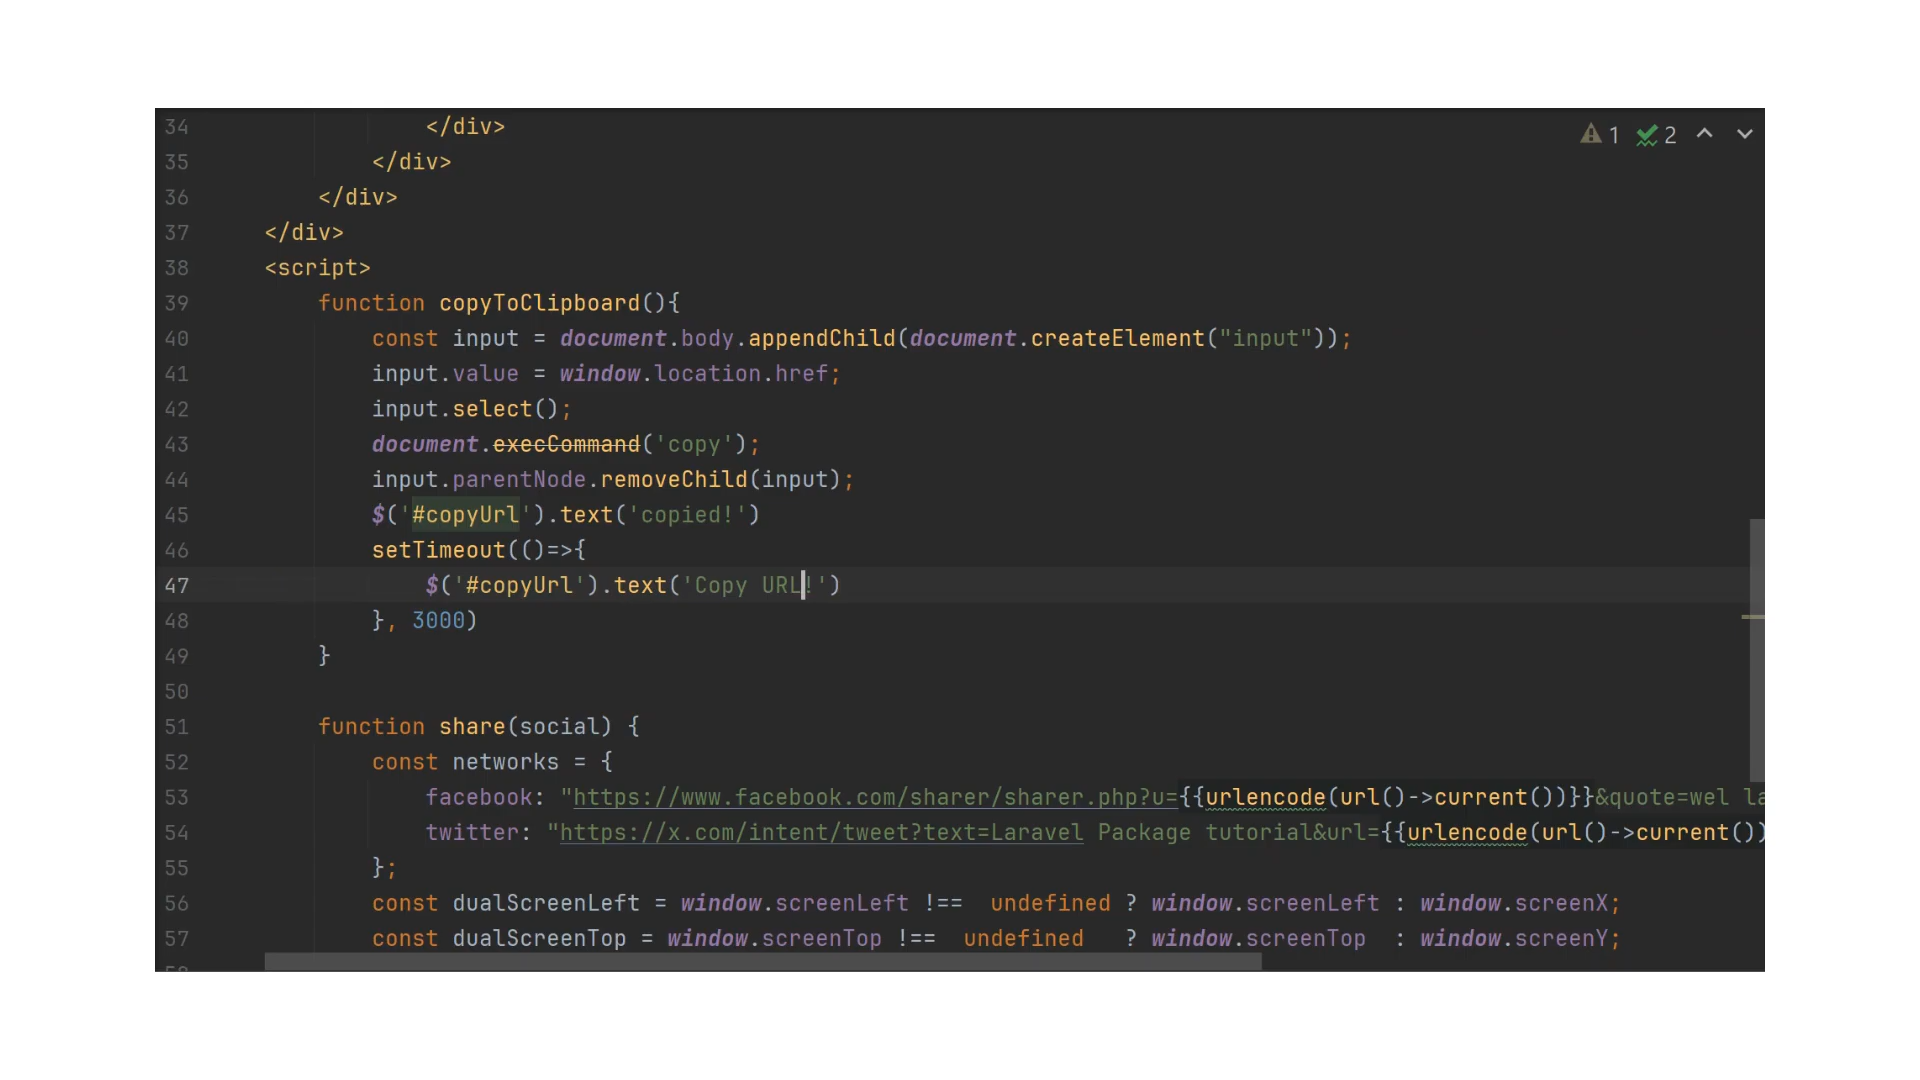 34 </div>
35 </div>
36 </div>
37 </div>
38 <script>
39 function copyToClipboard(){
40 const input = document.body.appendChild(document.createElement("input"));
41 input.value = window.location.href;
42 input.select();
43 document.execCommand('copy');
44 input.parentNode.removeChild(input);
45 $('#copyUrl').text('copied!')
46 setTimeout(()=>{
47 $('#copyUrl').text('Copy URL!')
48 }, 3000)
49 }
50
51 function share(social) {
52 const networks = {
53 facebook: "https://www.facebook.com/sharer/sharer.php?u={{urlencode(url()->current())}}&quote=wel la
54 twitter: "https://x.com/intent/tweet?text=Laravel Package tutorial&url={{urlencode(url()->current())
55 };
56 const dualScreenLeft = window.screenLeft !==  undefined ? window.screenLeft : window.screenX;
57 const dualScreenTop = window.screenTop !==  undefined   ? window.screenTop  : window.screenY;
1 2